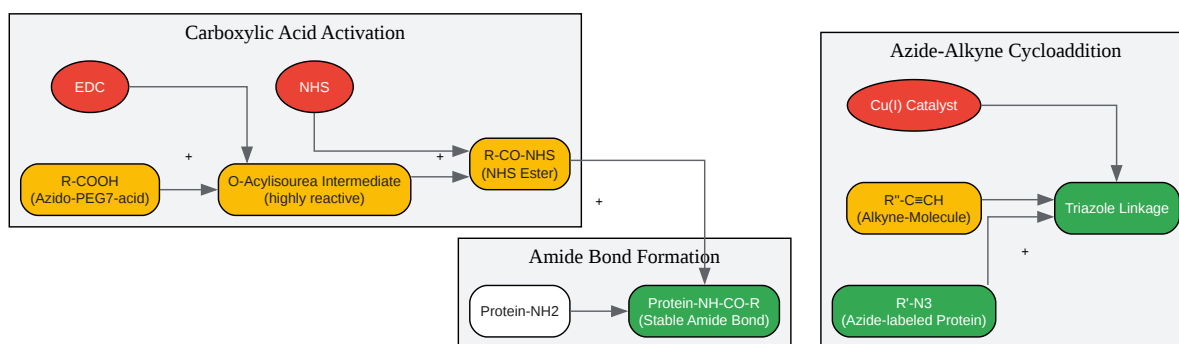 Carboxylic Acid Activation
EDC
NHS
+
+
R-COOH
(Azido-PEG7-acid)
O-Acylisourea Intermediate
(highly reactive)
R-CO-NHS
(NHS Ester)
+
Amide Bond Formation
Protein-NH2
Protein-NH-CO-R
(Stable Amide Bond)
Azide-Alkyne Cycloaddition
Cu(I) Catalyst
R''-C≡CH
(Alkyne-Molecule)
Triazole Linkage
+
R'-N3
(Azide-labeled Protein)